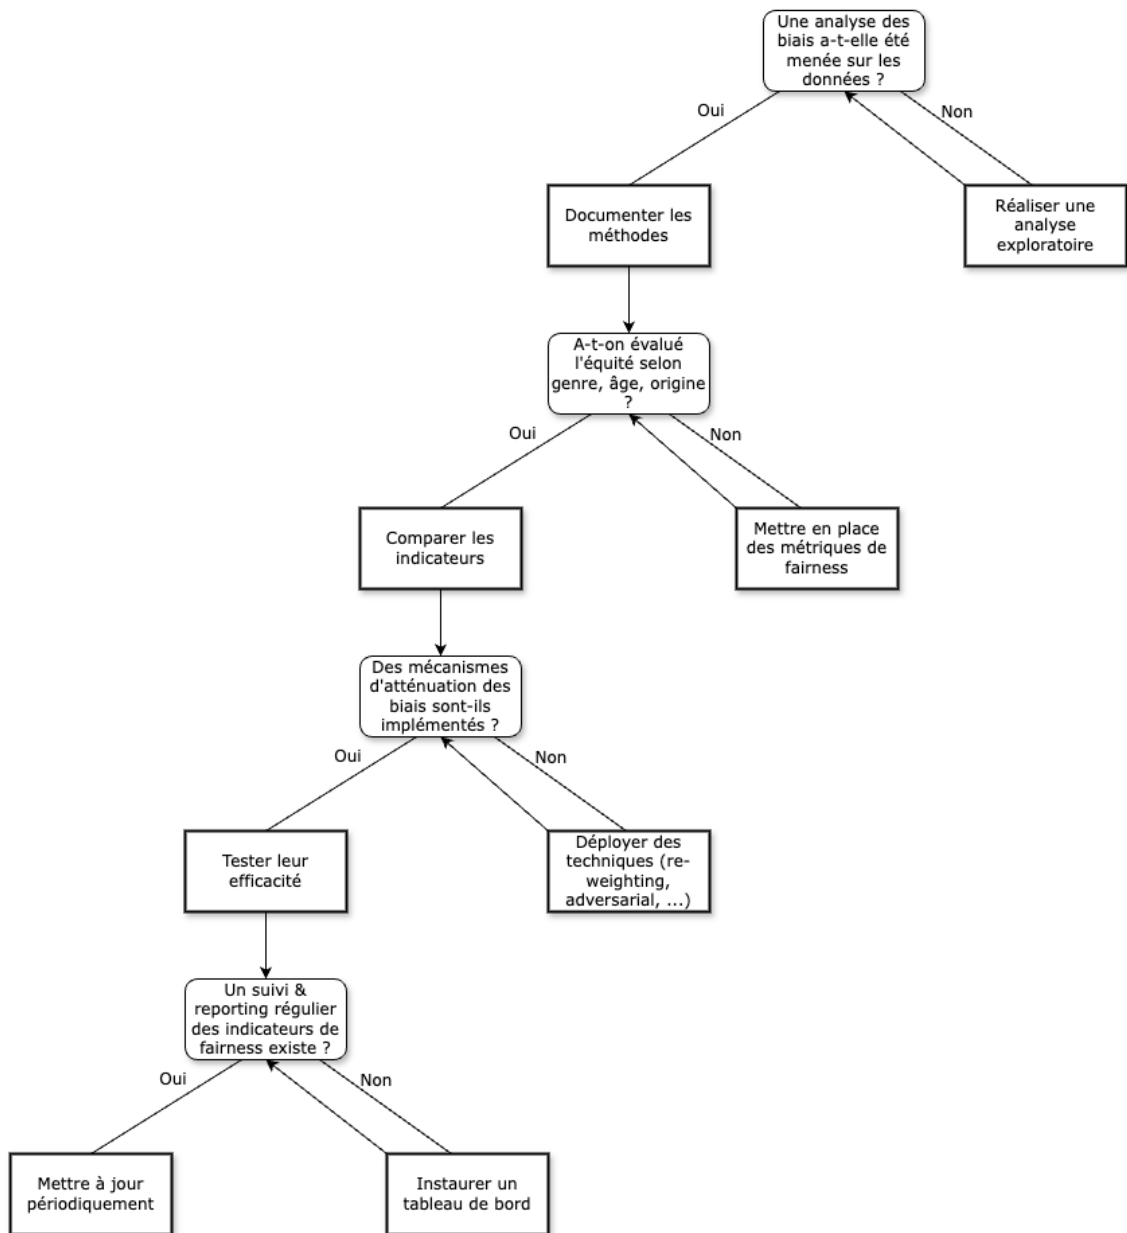 Une analyse des
biais a-t-elle été
menée sur les
données ?
Oui
Non
Documenter les
méthodes
Réaliser une
analyse
exploratoire
A-t-on évalué
l'équité selon
genre, âge, origine
?
Oui
Non
Comparer les
indicateurs
Mettre en place
des métriques de
fairness
Des mécanismes
d'atténuation des
biais sont-ils
implémentés ?
Oui
Non
Tester leur
efficacité
Déployer des
techniques (re-
weighting,
adversarial, ...)
Un suivi &
reporting régulier
des indicateurs de
fairness existe ?
Oui
Non
Mettre à jour
périodiquement
Instaurer un
tableau de bord